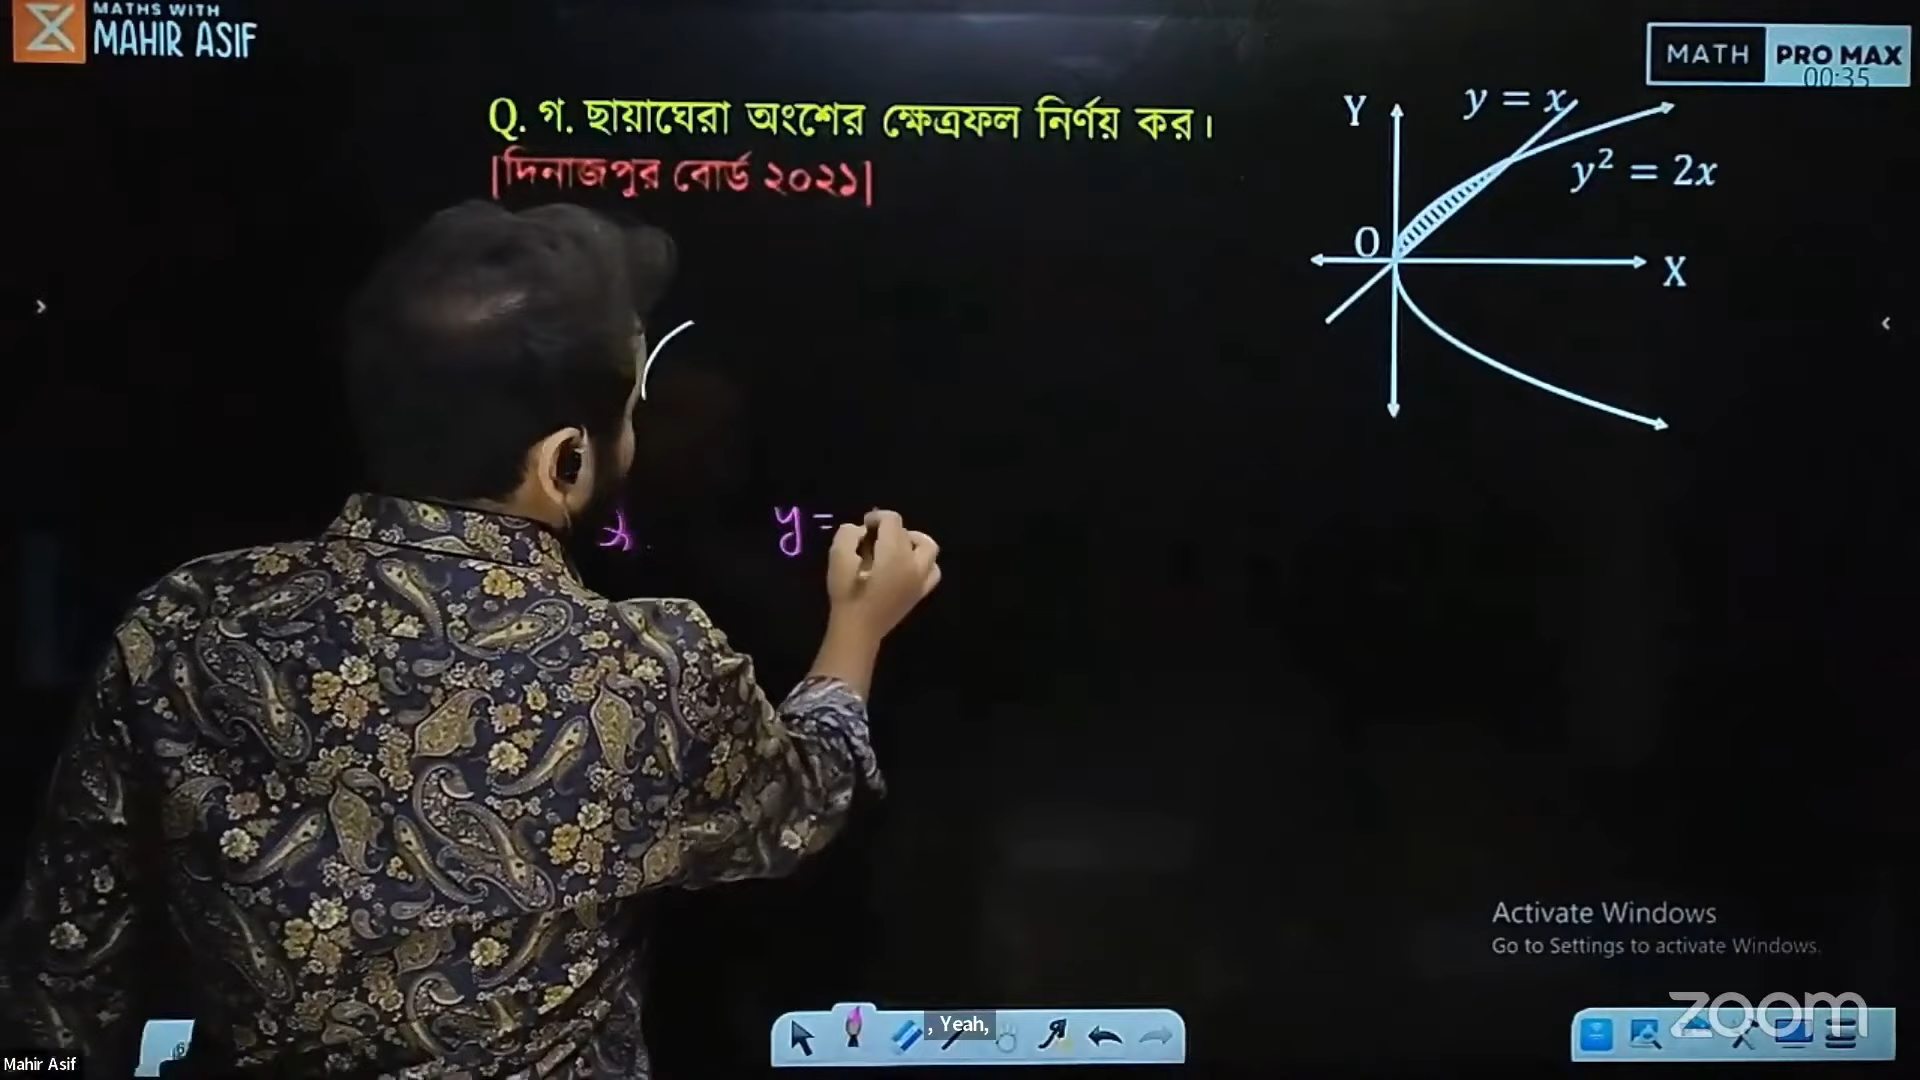 MATHS WITH
MAHIR ASIF
MATH PRO MAX
00:35
Q. গ. ছায়াঘেরা অংশের ক্ষেত্রফল নির্ণয় কর।
[দিনাজপুর বোর্ড ২০২১]
Y
y = x
y² = 2x
O
X
x
y =
Activate Windows
Go to Settings to activate Windows.
zoom
, Yeah,
Mahir Asif